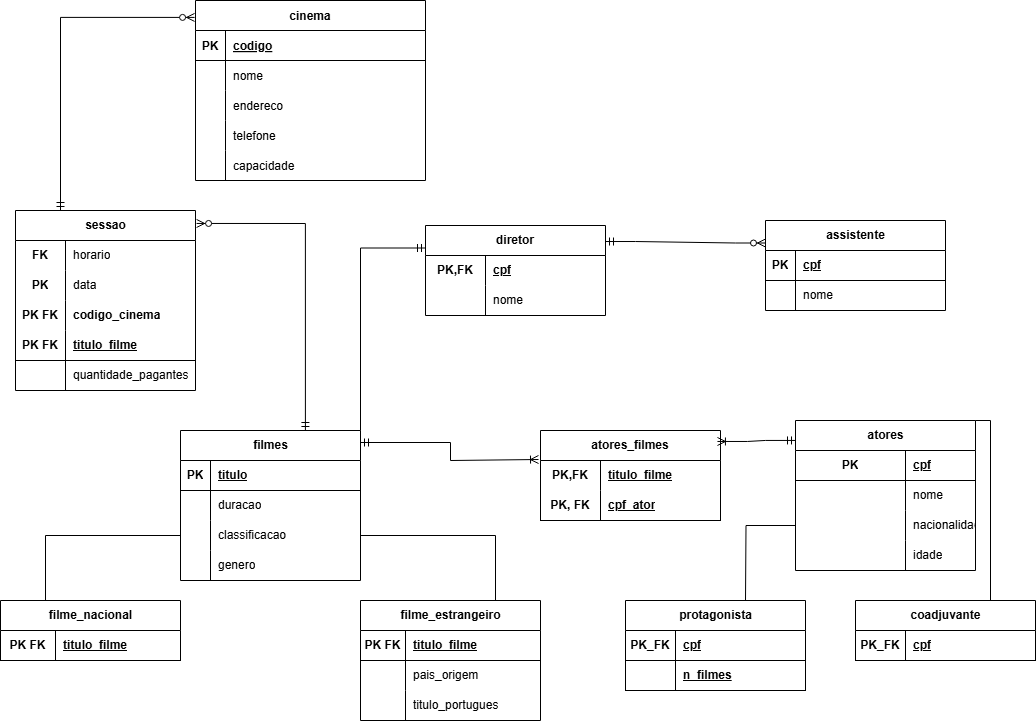 cinema
PK codigo
nome
endereco
telefone
capacidade
sessao
FK horario
PK data
PK FK codigo_cinema
PK FK titulo_filme
quantidade_pagantes
diretor
PK,FK cpf
nome
assistente
PK cpf
nome
filmes
PK titulo
duracao
classificacao
genero
atores_filmes
PK,FK titulo_filme
PK, FK cpf_ator
atores
PK cpf
nome
nacionalida
idade
filme_nacional
PK FK titulo_filme
filme_estrangeiro
PK FK titulo_filme
pais_origem
titulo_portugues
protagonista
PK_FK cpf
n_filmes
coadjuvante
PK_FK cpf